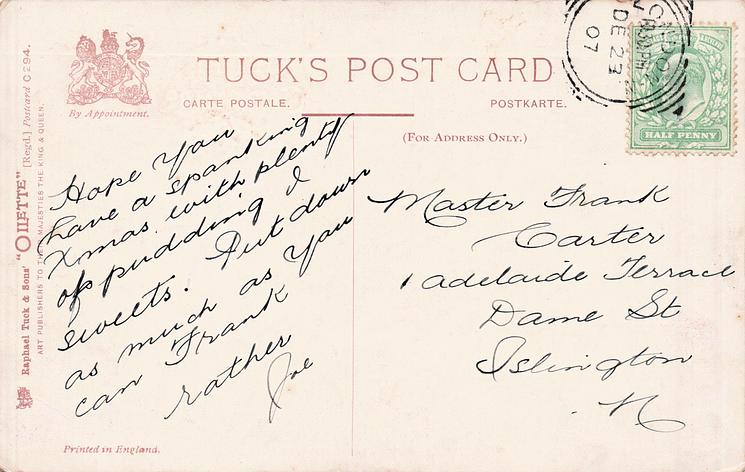 TUCK'S POST CARD
CARTE POSTALE.
POSTKARTE.
By Appointment.
(FOR ADDRESS ONLY.)
Raphael Tuck & Sons' "OILETTE" [Regd.] Postcard C 294.
ART PUBLISHERS TO THEIR MAJESTIES THE KING & QUEEN.
LONDON
DE 23
07
HALF PENNY
Hope You
have a spanking
Xmas with plenty
of pudding &
sweets. Put down
as much as you
can Frank
rather
Joe
Master Frank
Carter
1 Adelaide Terrace
Dame St
Islington
N
Printed in England.